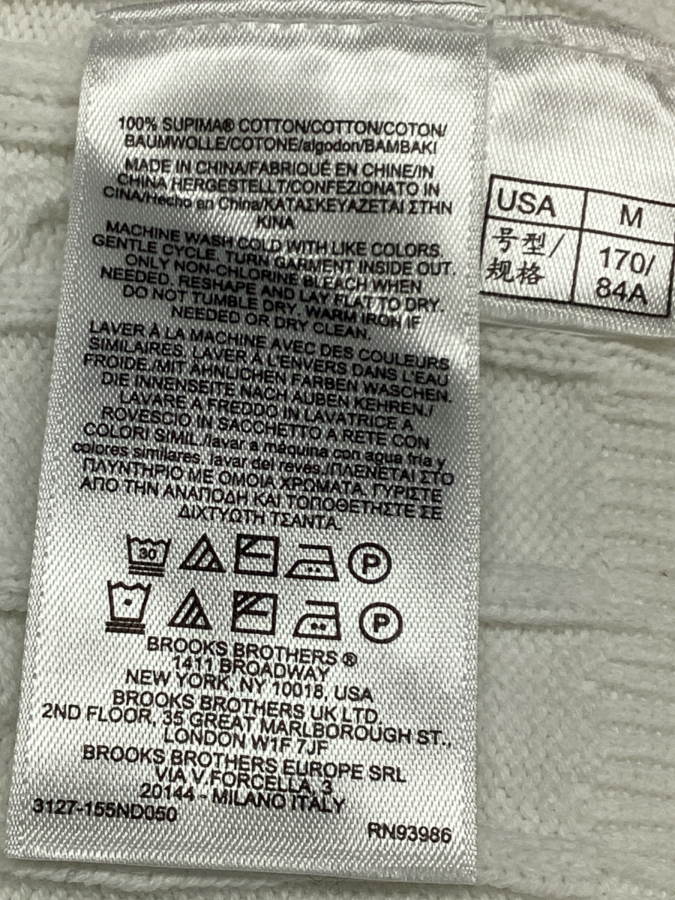 100% SUPIMA® COTTON/COTTON/COTON/
BAUMWOLLE/COTONE/algodon/BAMBAKI
MADE IN CHINA/FABRIQUÉ EN CHINE/IN
CHINA HERGESTELLT/CONFEZIONATO IN
CINA/Hecho en China/ΚΑΤΑΣΚΕΥΑΖΕΤΑΙ ΣΤΗΝ
ΚΙΝΑ
MACHINE WASH COLD WITH LIKE COLORS,
GENTLE CYCLE. TURN GARMENT INSIDE OUT.
ONLY NON-CHLORINE BLEACH WHEN
NEEDED. RESHAPE AND LAY FLAT TO DRY.
DO NOT TUMBLE DRY. WARM IRON IF
NEEDED OR DRY CLEAN.
LAVER À LA MACHINE AVEC DES COULEURS
SIMILAIRES. LAVER À L'ENVERS DANS L'EAU
FROIDE./MIT ÄHNLICHEN FARBEN WASCHEN.
DIE INNENSEITE NACH AUBEN KEHREN./
LAVARE A FREDDO IN LAVATRICE A
ROVESCIO IN SACCHETTO A RETE CON
COLORI SIMIL./lavar a máquina con agua fría y
colores similares. lavar del revés./ΠΛΕΝΕΤΑΙ ΣΤΟ
ΠΛΥΝΤΗΡΙΟ ΜΕ ΟΜΟΙΑ ΧΡΩΜΑΤΑ. ΓΥΡΙΣΤΕ
ΑΠΟ ΤΗΝ ΑΝΑΠΟΔΗ ΚΑΙ ΤΟΠΟΘΕΤΗΣΤΕ ΣΕ
ΔΙΧΤΥΩΤΗ ΤΣΑΝΤΑ.
30 P
P
BROOKS BROTHERS ®
1411 BROADWAY
NEW YORK, NY 10018, USA
BROOKS BROTHERS UK LTD.
2ND FLOOR, 35 GREAT MARLBOROUGH ST.,
LONDON W1F 7JF
BROOKS BROTHERS EUROPE SRL
VIA V.FORCELLA, 3
20144 - MILANO ITALY
3127-155ND050
RN93986
USA M
号型/ 170/
规格 84A